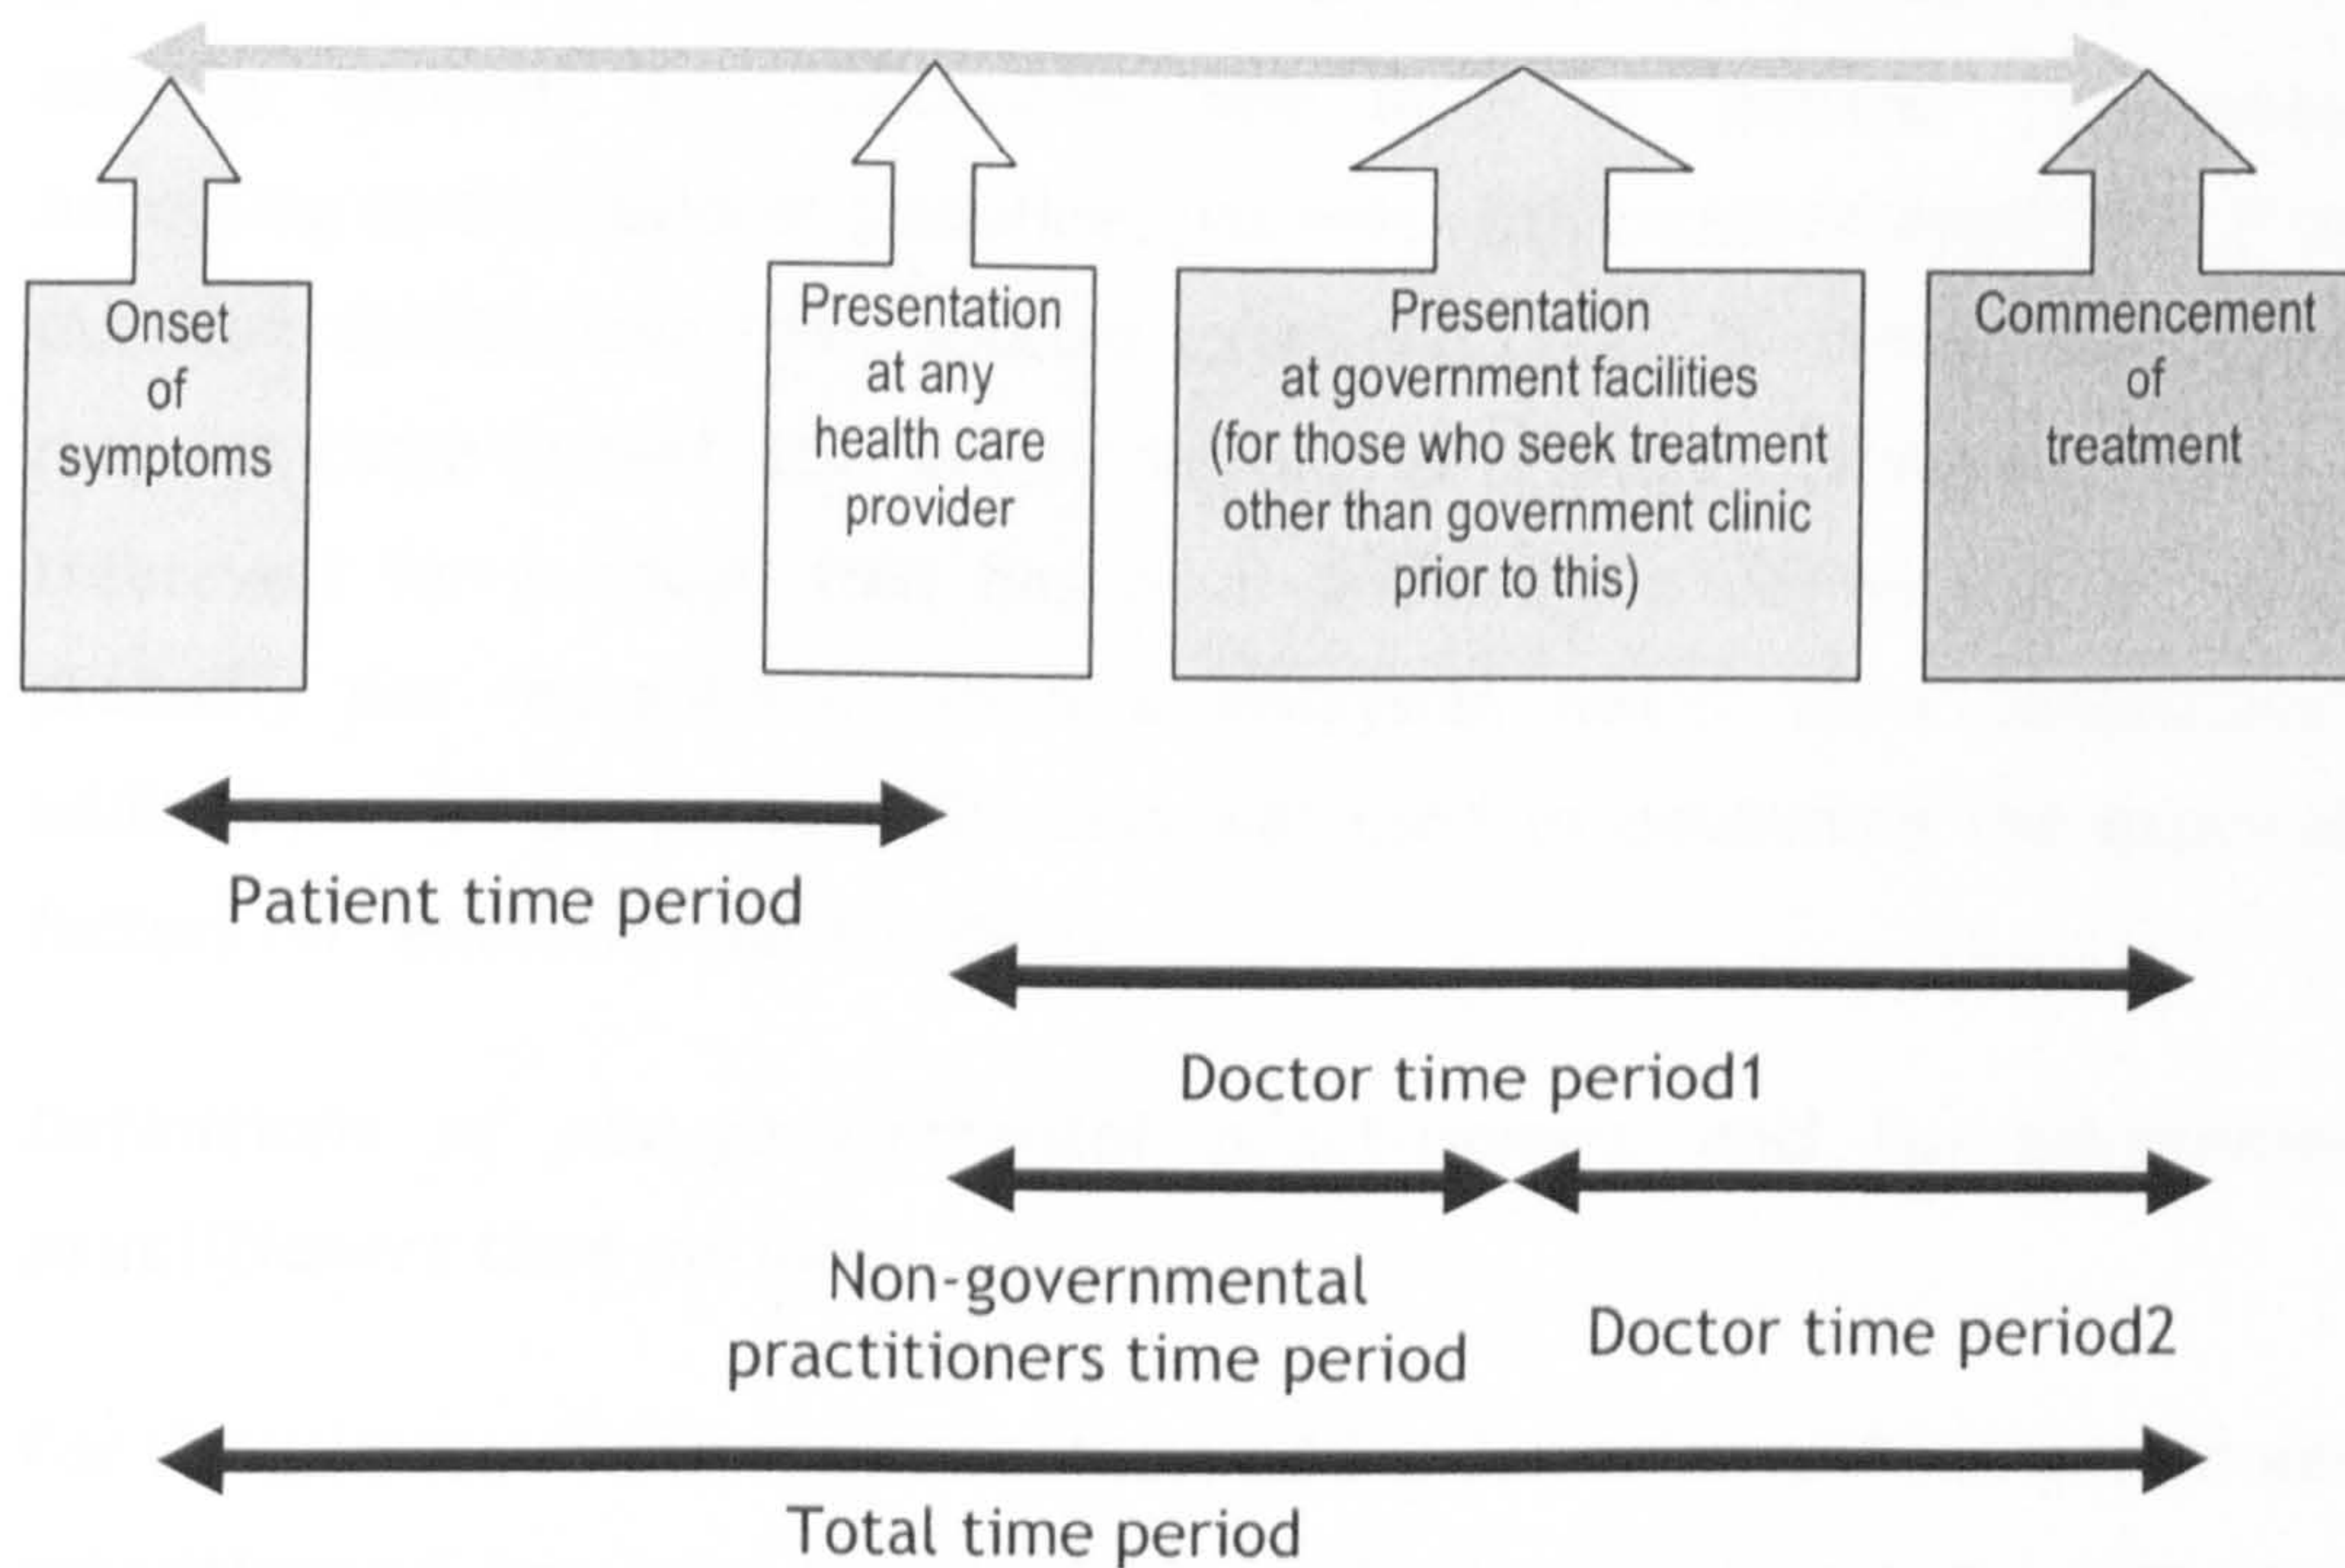 Onset
of
symptoms
Presentation
at any
health care
provider
Presentation
at government facilities
(for those who seek treatment
other than government clinic
prior to this)
Commencement
of
treatment
Patient time period
Doctor time period1
Non-governmental
practitioners time period
Doctor time period2
Total time period